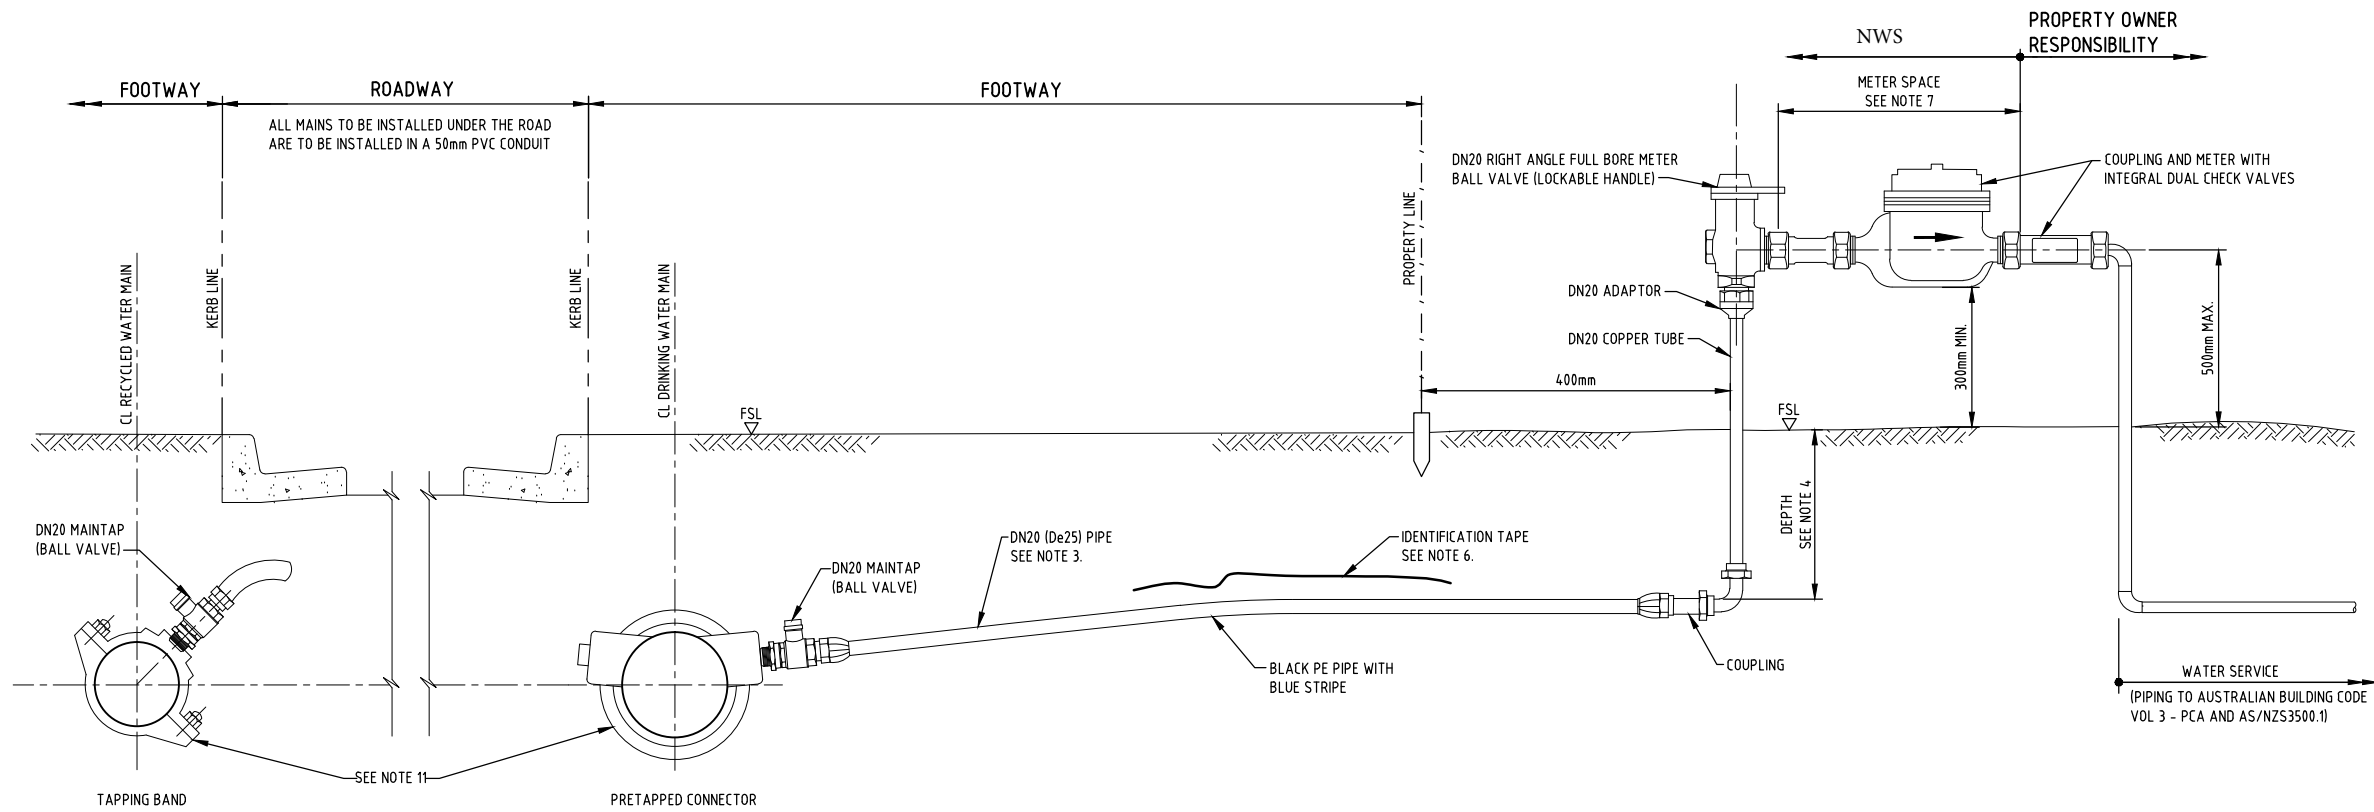 PROPERTY OWNER
RESPONSIBILITY
NWS
FOOTWAY
ROADWAY
FOOTWAY
METER SPACE
SEE NOTE 7
ALL MAINS TO BE INSTALLED UNDER THE ROAD
ARE TO BE INSTALLED IN A 50mm PVC CONDUIT
DN20 RIGHT ANGLE FULL BORE METER
BALL VALVE (LOCKABLE HANDLE)
COUPLING AND METER WITH
INTEGRAL DUAL CHECK VALVES
CL RECYCLED WATER MAIN
KERB LINE
KERB LINE
CL DRINKING WATER MAIN
PROPERTY LINE
DN20 ADAPTOR
DN20 COPPER TUBE
400mm
300mm MIN.
500mm MAX.
FSL
FSL
DEPTH
SEE NOTE 4
DN20 MAINTAP
(BALL VALVE)
DN20 (De25) PIPE
SEE NOTE 3.
IDENTIFICATION TAPE
SEE NOTE 6.
DN20 MAINTAP
(BALL VALVE)
BLACK PE PIPE WITH
BLUE STRIPE
COUPLING
WATER SERVICE
(PIPING TO AUSTRALIAN BUILDING CODE
VOL 3 - PCA AND AS/NZS3500.1)
SEE NOTE 11
TAPPING BAND
PRETAPPED CONNECTOR